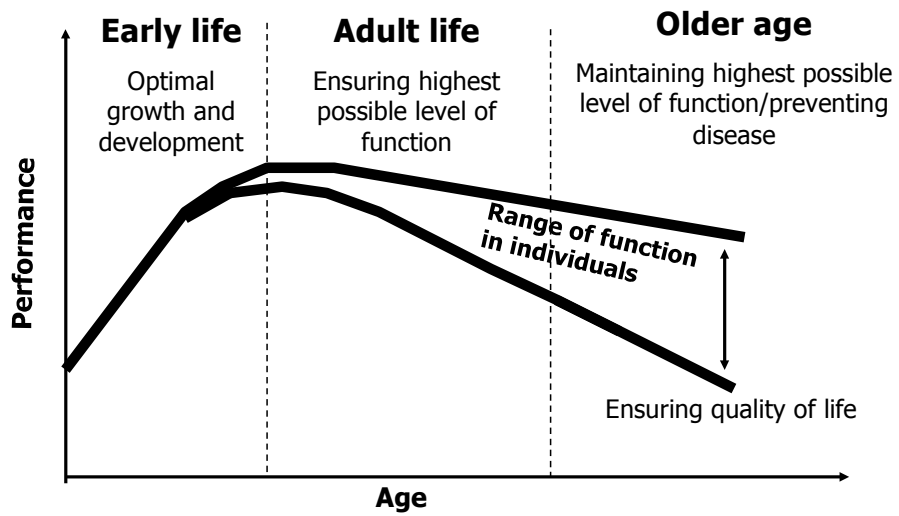 Early life
Optimal
growth and
development
Adult life
Ensuring highest
possible level of
function
Older age
Maintaining highest possible
level of function/preventing
disease
Performance
Range of function
in individuals
Ensuring quality of life
Age